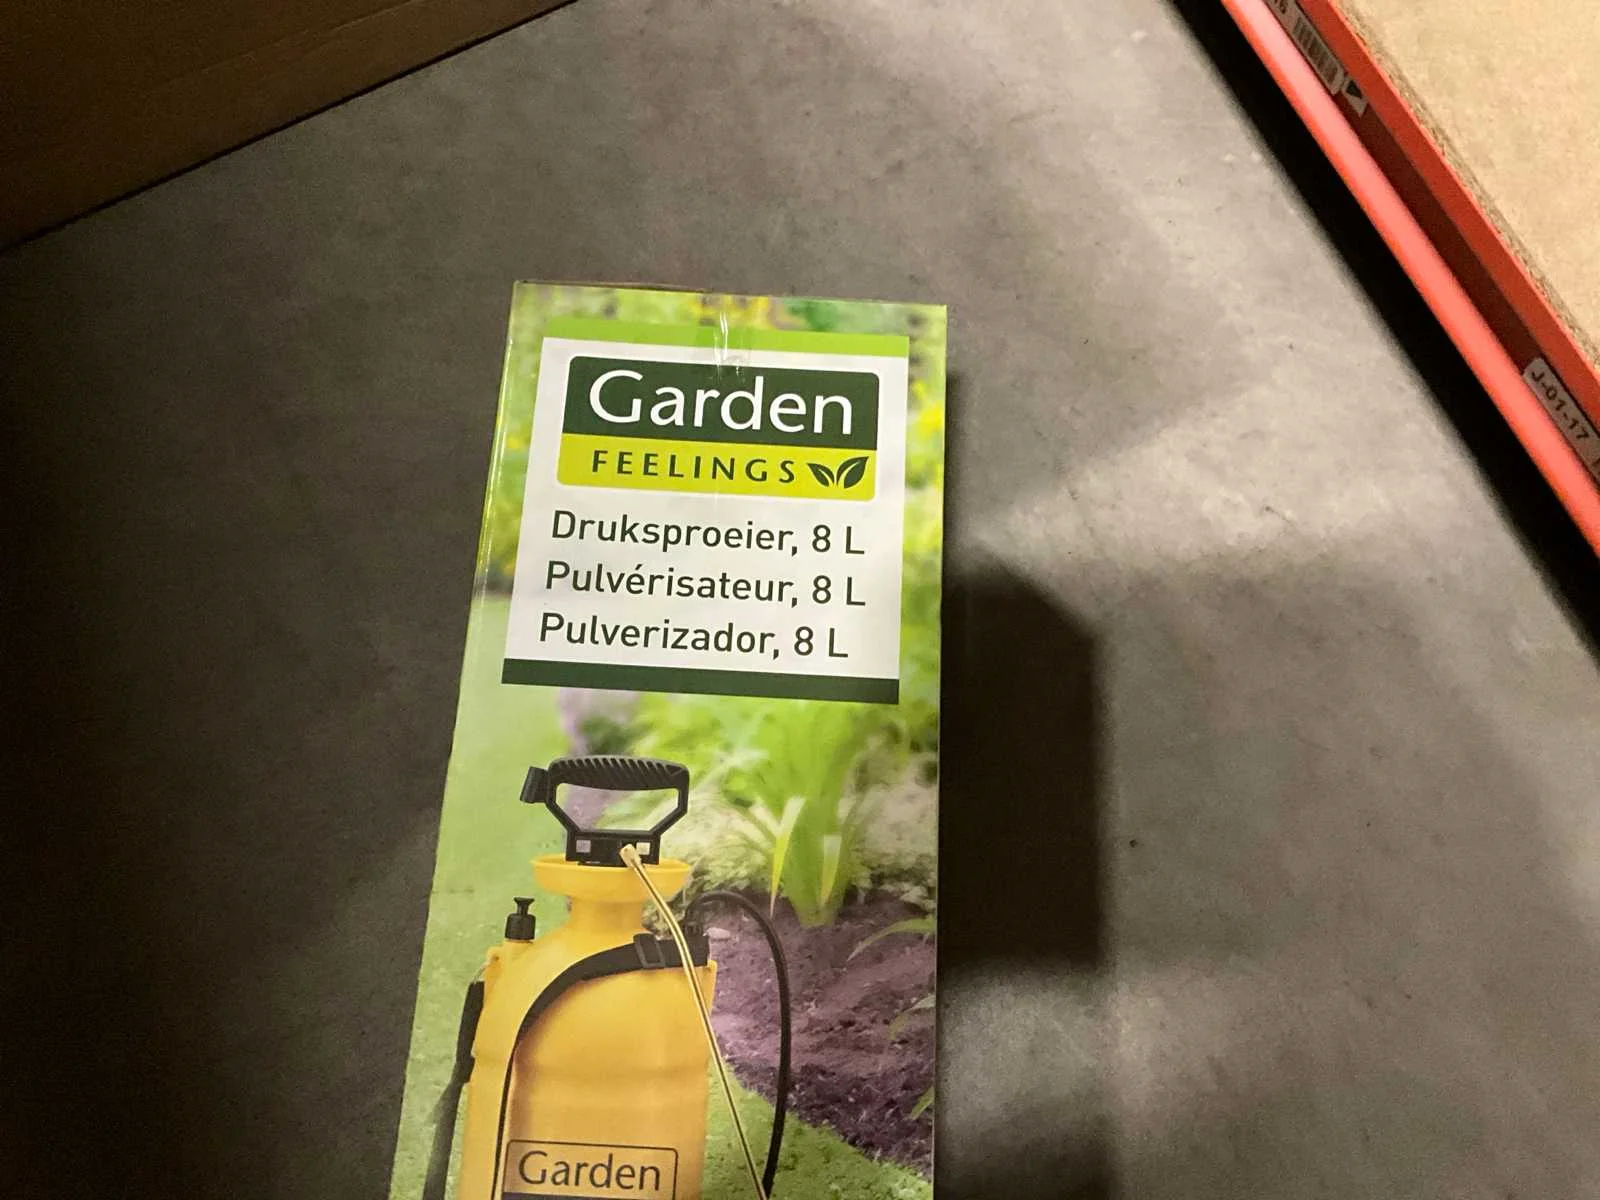 Garden
FEELINGS
Druksproeier, 8 L
Pulvérisateur, 8 L
Pulverizador, 8 L
Garden
J-01-17